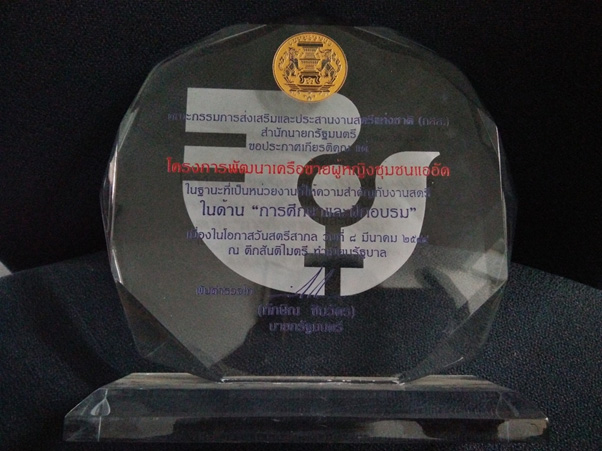 คณะกรรมการส่งเสริมและประสานงานสตรีแห่งชาติ (กสส.)
สำนักนายกรัฐมนตรี
ขอประกาศเกียรติคุณ แด่
โครงการพัฒนาเครือข่ายผู้หญิงชุมชนแออัด
ในฐานะที่เป็นหน่วยงานที่ให้ความสำคัญกับงานสตรี
ในด้าน "การศึกษาและฝึกอบรม"
เนื่องในโอกาสวันสตรีสากล วันที่ ๘ มีนาคม
ณ ตึกสันติไมตรี ทำเนียบรัฐบาล
(ทักษิณ ชินวัตร)
นายกรัฐมนตรี